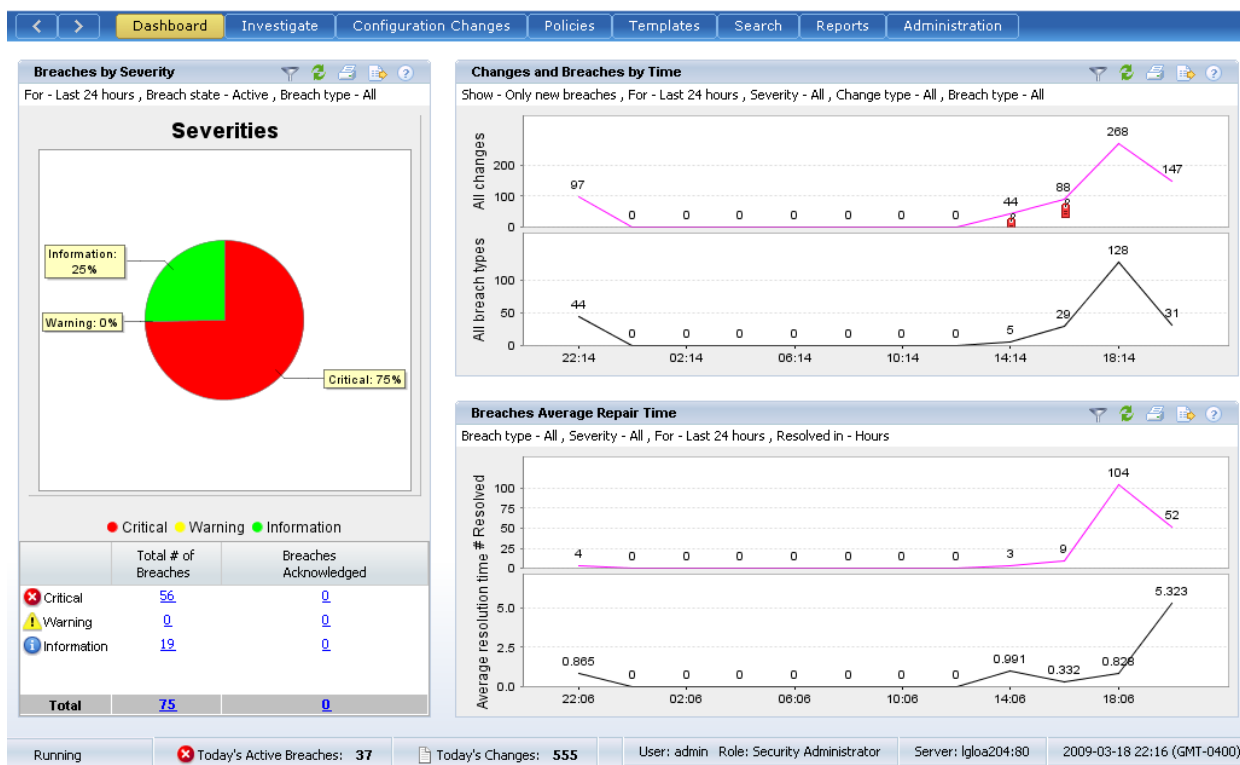 Dashboard Investigate Configuration Changes Policies Templates Search Reports Administration
Breaches by Severity
For - Last 24 hours , Breach state - Active , Breach type - All
Severities
Information:
25%
Warning: 0%
Critical: 75%
Critical Warning Information
Total # of
Breaches
Breaches
Acknowledged
Critical 56 0
Warning 0 0
Information 19 0
Total 75 0
Changes and Breaches by Time
Show - Only new breaches , For - Last 24 hours , Severity - All , Change type - All , Breach type - All
All changes
200
100
0
97 0 0 0 0 0 0 0 44 88 268 147
All breach types
100
50
0
44 0 0 0 0 0 0 0 5 29 128 31
22:14 02:14 06:14 10:14 14:14 18:14
Breaches Average Repair Time
Breach type - All , Severity - All , For - Last 24 hours , Resolved in - Hours
# Resolved
100
75
50
25
0
4 0 0 0 0 0 0 0 3 9 104 52
Average resolution time
5.0
2.5
0.0
0.865 0 0 0 0 0 0 0 0.991 0.332 0.828 5.323
22:06 02:06 06:06 10:06 14:06 18:06
Running
Today's Active Breaches: 37
Today's Changes: 555
User: admin Role: Security Administrator
Server: lgloa204:80
2009-03-18 22:16 (GMT-0400)